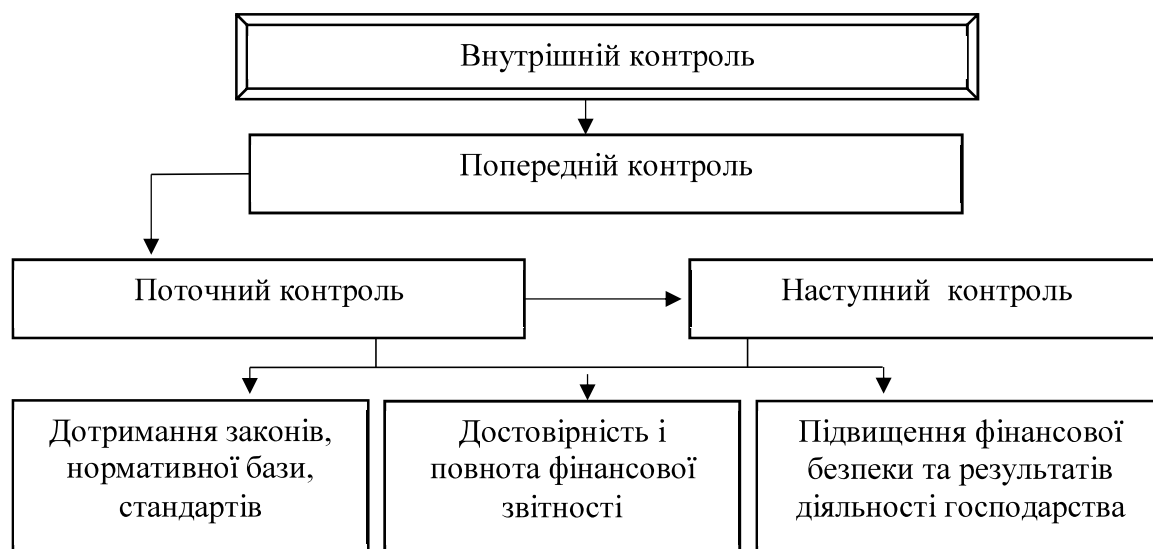 Внутрішній контроль
Попередній контроль
Поточний контроль
Наступний контроль
Дотримання законів,
нормативної бази,
стандартів
Достовірність і
повнота фінансової
звітності
Підвищення фінансової
безпеки та результатів
діяльності господарства